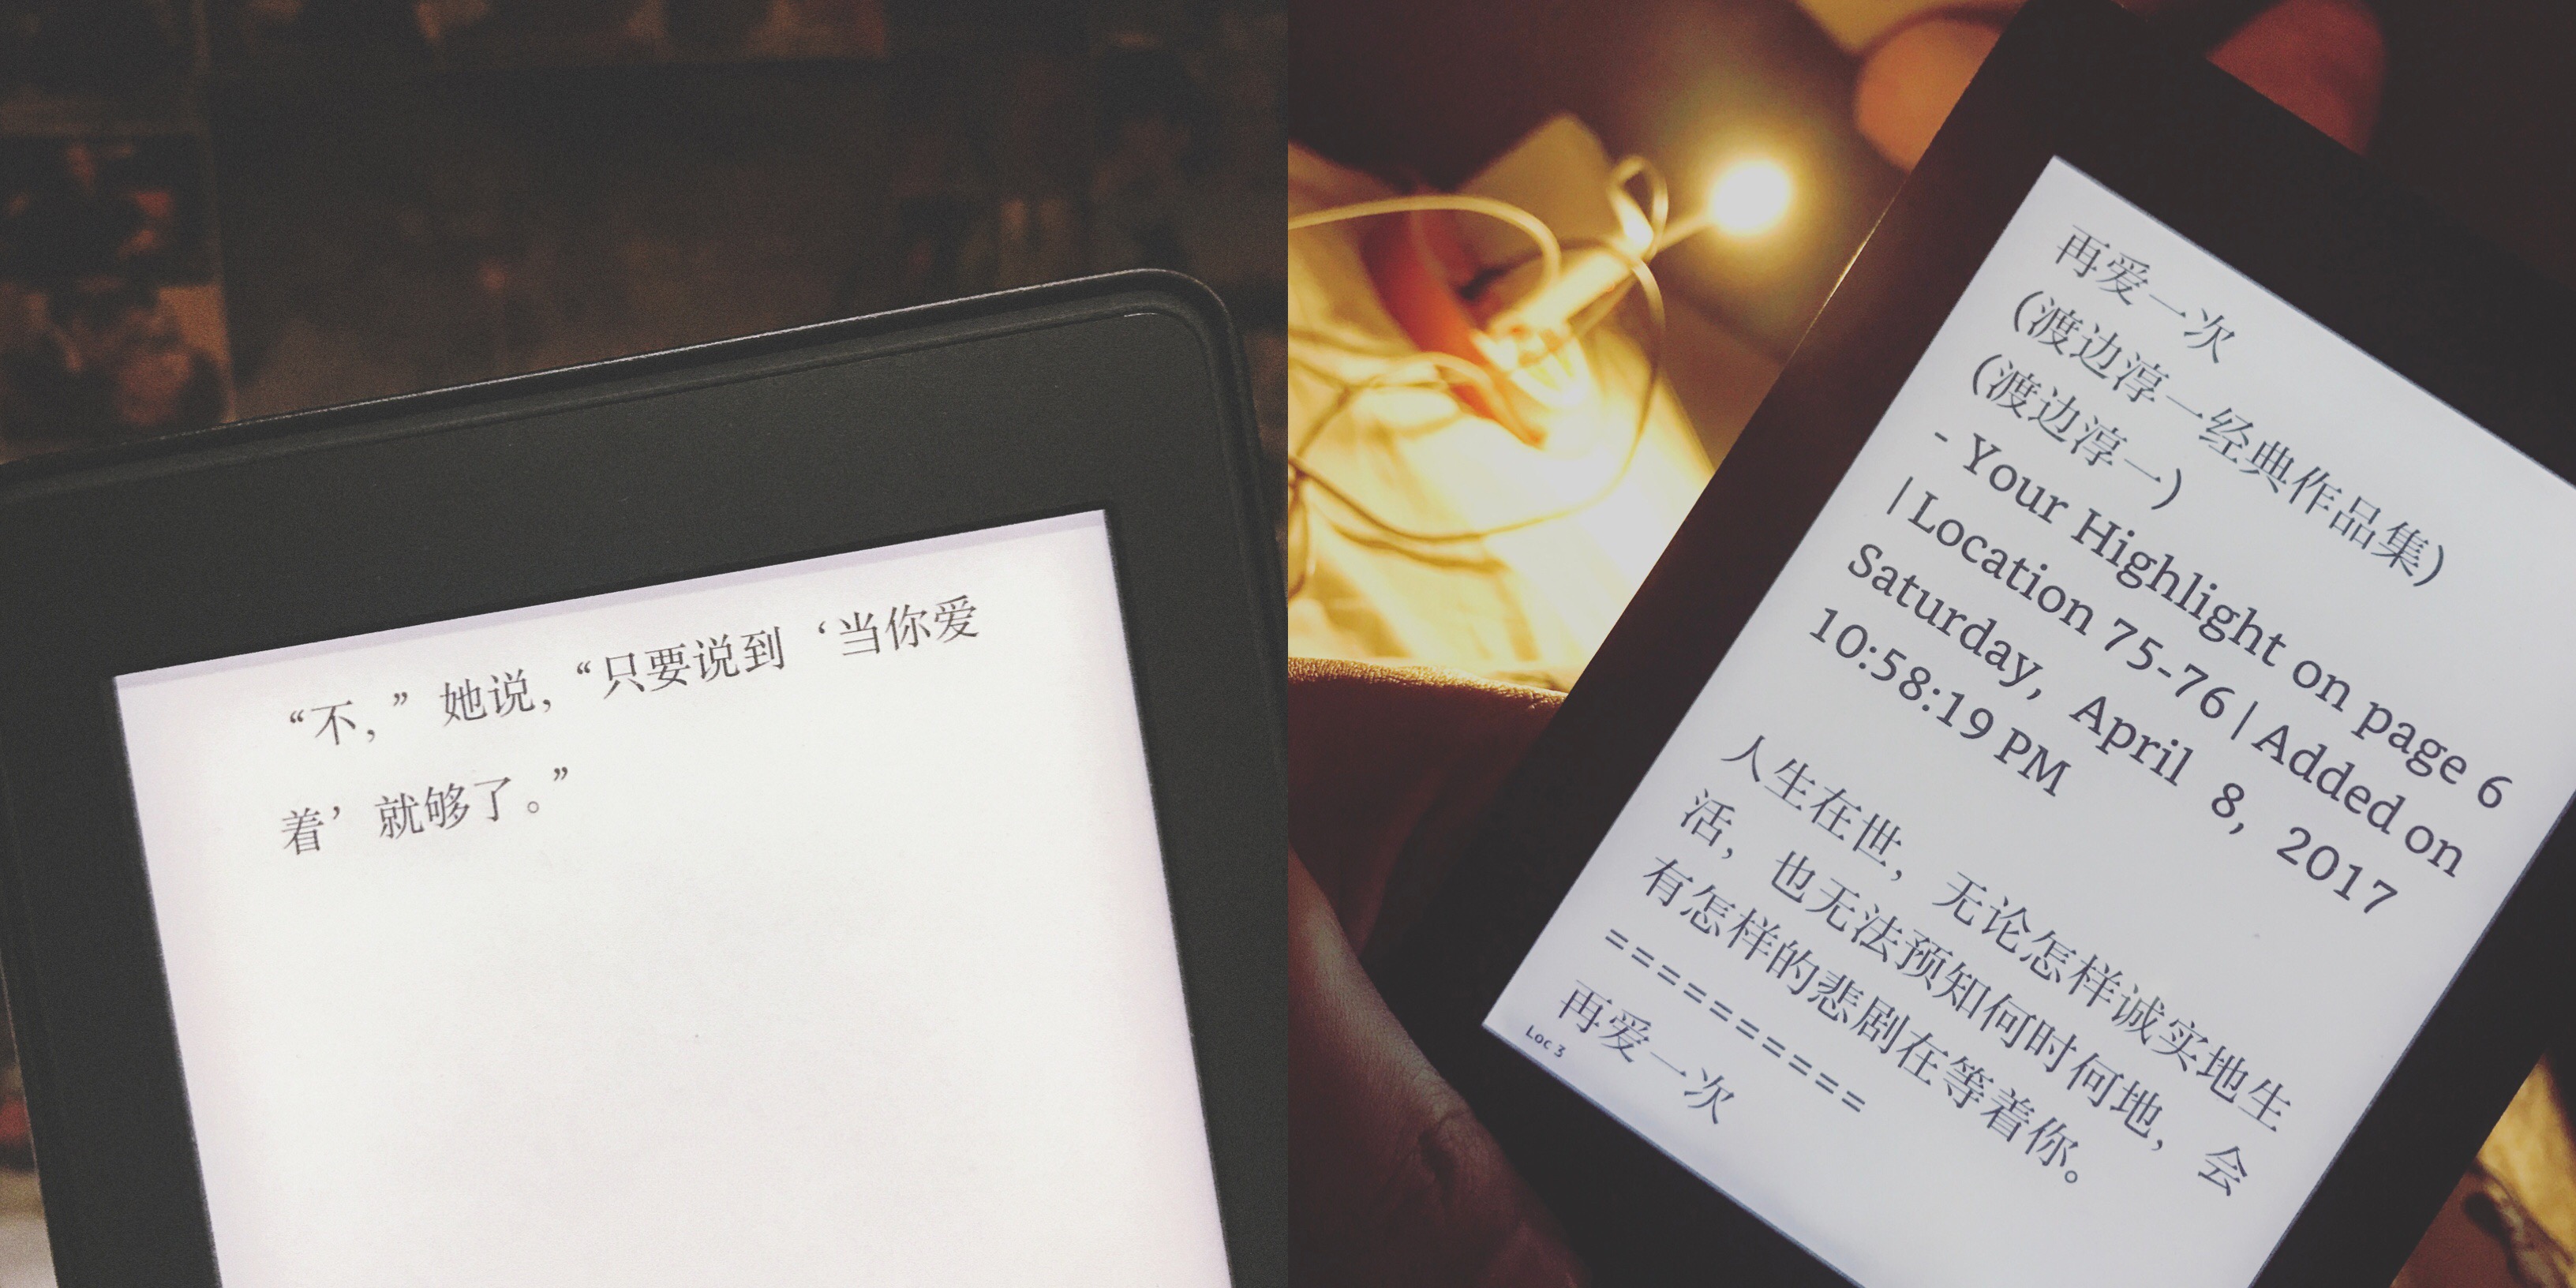 “不，”她说，“只要说到‘当你爱
着’就够了。”
再爱一次
(渡边淳一经典作品集)
(渡边淳一)
- Your Highlight on page 6
| Location 75-76 | Added on
Saturday, April 8, 2017
10:58:19 PM
人生在世，无论怎样诚实地生
活，也无法预知何时何地，会
有怎样的悲剧在等着你。
==========
再爱一次
Loc 3